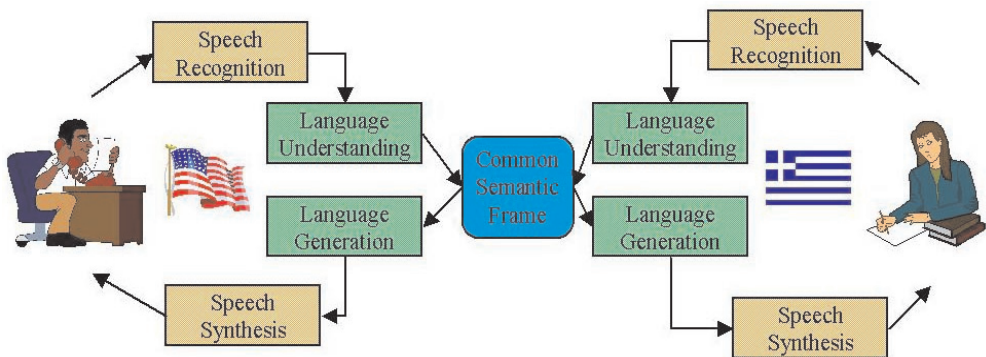 Speech
Recognition
Speech
Recognition
Language
Understanding
Language
Understanding
Common
Semantic
Frame
Language
Generation
Language
Generation
Speech
Synthesis
Speech
Synthesis